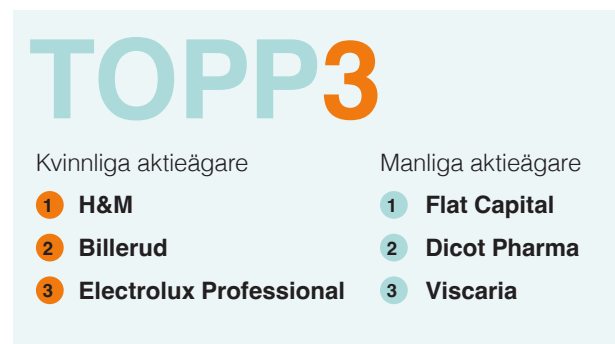 TOPP3
Kvinnliga aktieägare
1 H&M
2 Billerud
3 Electrolux Professional
Manliga aktieägare
1 Flat Capital
2 Dicot Pharma
3 Viscaria